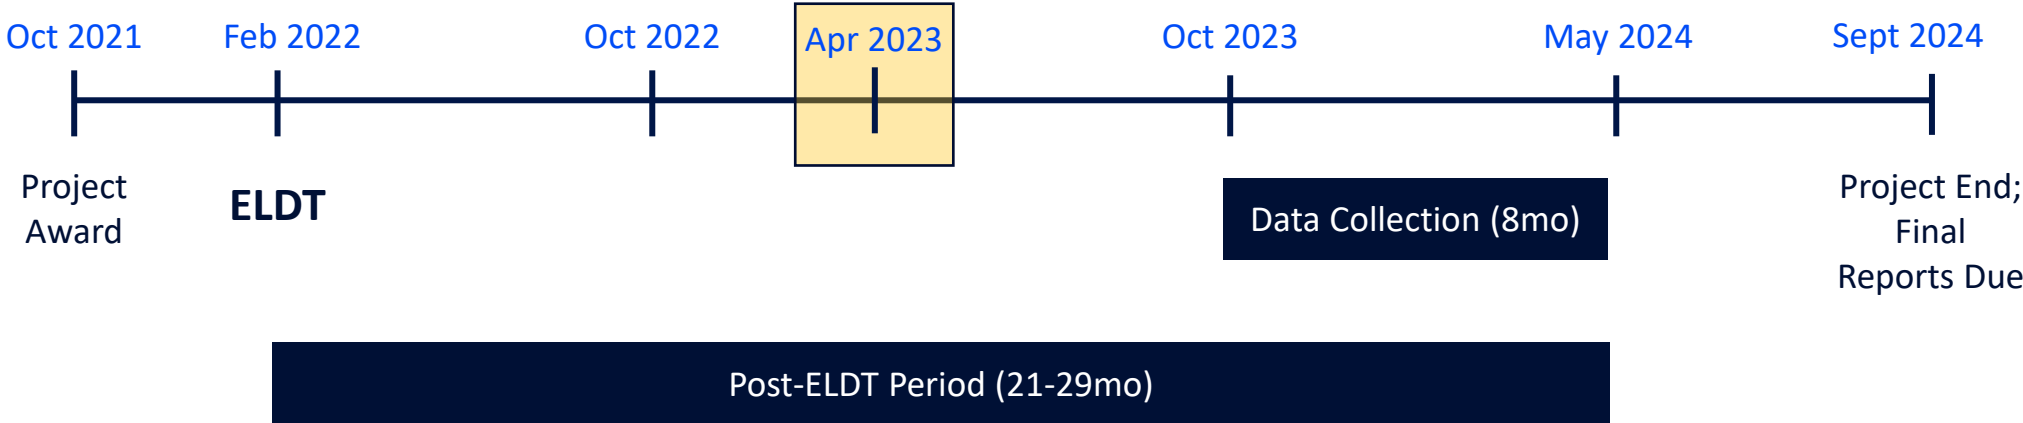 Oct 2021
Feb 2022
Oct 2022
Apr 2023
Oct 2023
May 2024
Sept 2024
Project
Award
ELDT
Data Collection (8mo)
Project End;
Final
Reports Due
Post-ELDT Period (21-29mo)